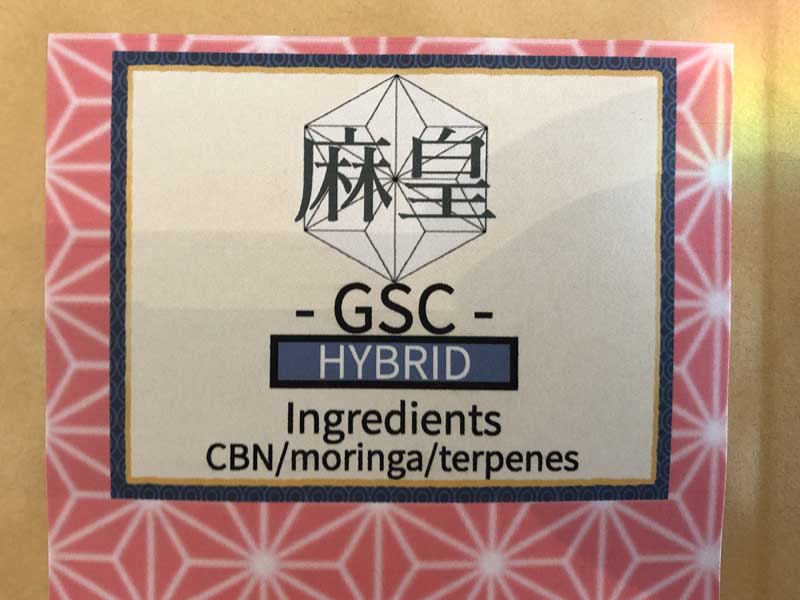 麻皇
- GSC -
HYBRID
Ingredients
CBN/moringa/terpenes